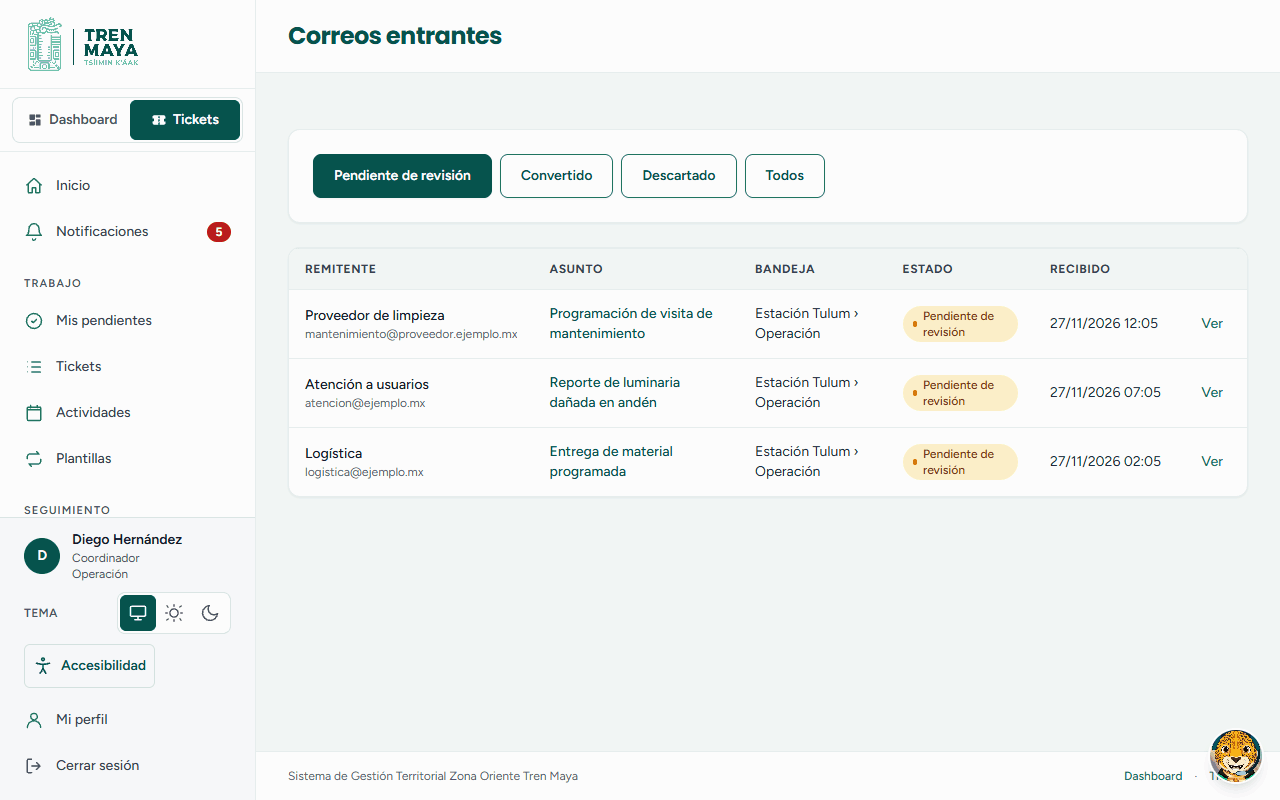 TREN
MAYA
TSÍIMIN K'ÁAK
Dashboard
Tickets
Inicio
Notificaciones
5
TRABAJO
Mis pendientes
Tickets
Actividades
Plantillas
SEGUIMIENTO
D
Diego Hernández
Coordinador
Operación
TEMA
Accesibilidad
Mi perfil
Cerrar sesión
Correos entrantes
Pendiente de revisión
Convertido
Descartado
Todos
REMITENTE ASUNTO BANDEJA ESTADO RECIBIDO
Proveedor de limpieza
mantenimiento@proveedor.ejemplo.mx
Programación de visita de
mantenimiento
Estación Tulum ›
Operación
Pendiente de
revisión
27/11/2026 12:05
Ver
Atención a usuarios
atencion@ejemplo.mx
Reporte de luminaria
dañada en andén
Estación Tulum ›
Operación
Pendiente de
revisión
27/11/2026 07:05
Ver
Logística
logistica@ejemplo.mx
Entrega de material
programada
Estación Tulum ›
Operación
Pendiente de
revisión
27/11/2026 02:05
Ver
Sistema de Gestión Territorial Zona Oriente Tren Maya
Dashboard ·